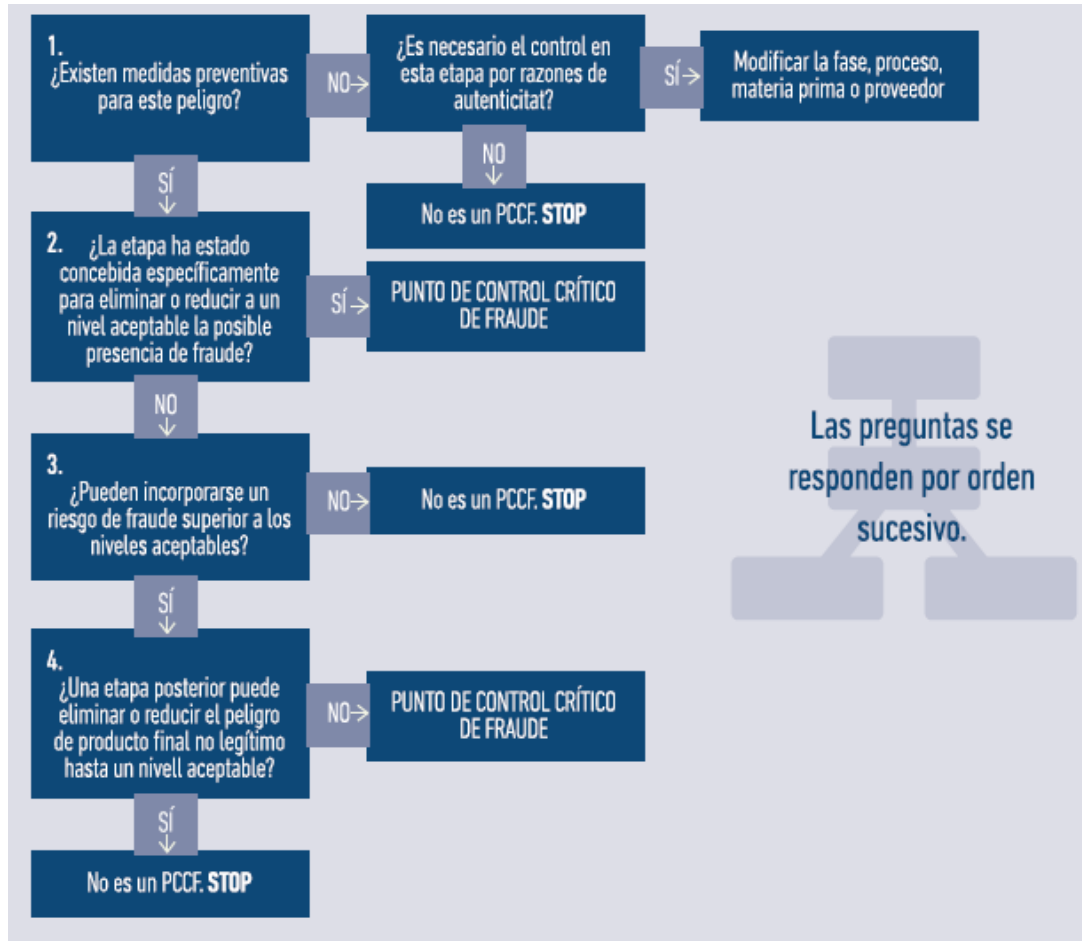 1.
¿Existen medidas preventivas
para este peligro?
NO→
¿Es necesario el control en
esta etapa por razones de
autenticitat?
SÍ→
Modificar la fase, proceso,
materia prima o proveedor
NO
↓
No es un PCCF. STOP
SÍ
↓
2.
¿La etapa ha estado
concebida específicamente
para eliminar o reducir a un
nivel aceptable la posible
presencia de fraude?
SÍ→
PUNTO DE CONTROL CRÍTICO
DE FRAUDE
NO
↓
3.
¿Pueden incorporarse un
riesgo de fraude superior a los
niveles aceptables?
NO→
No es un PCCF. STOP
Las preguntas se
responden por orden
sucesivo.
SÍ
↓
4.
¿Una etapa posterior puede
eliminar o reducir el peligro
de producto final no legítimo
hasta un nivell aceptable?
NO→
PUNTO DE CONTROL CRÍTICO
DE FRAUDE
SÍ
↓
No es un PCCF. STOP